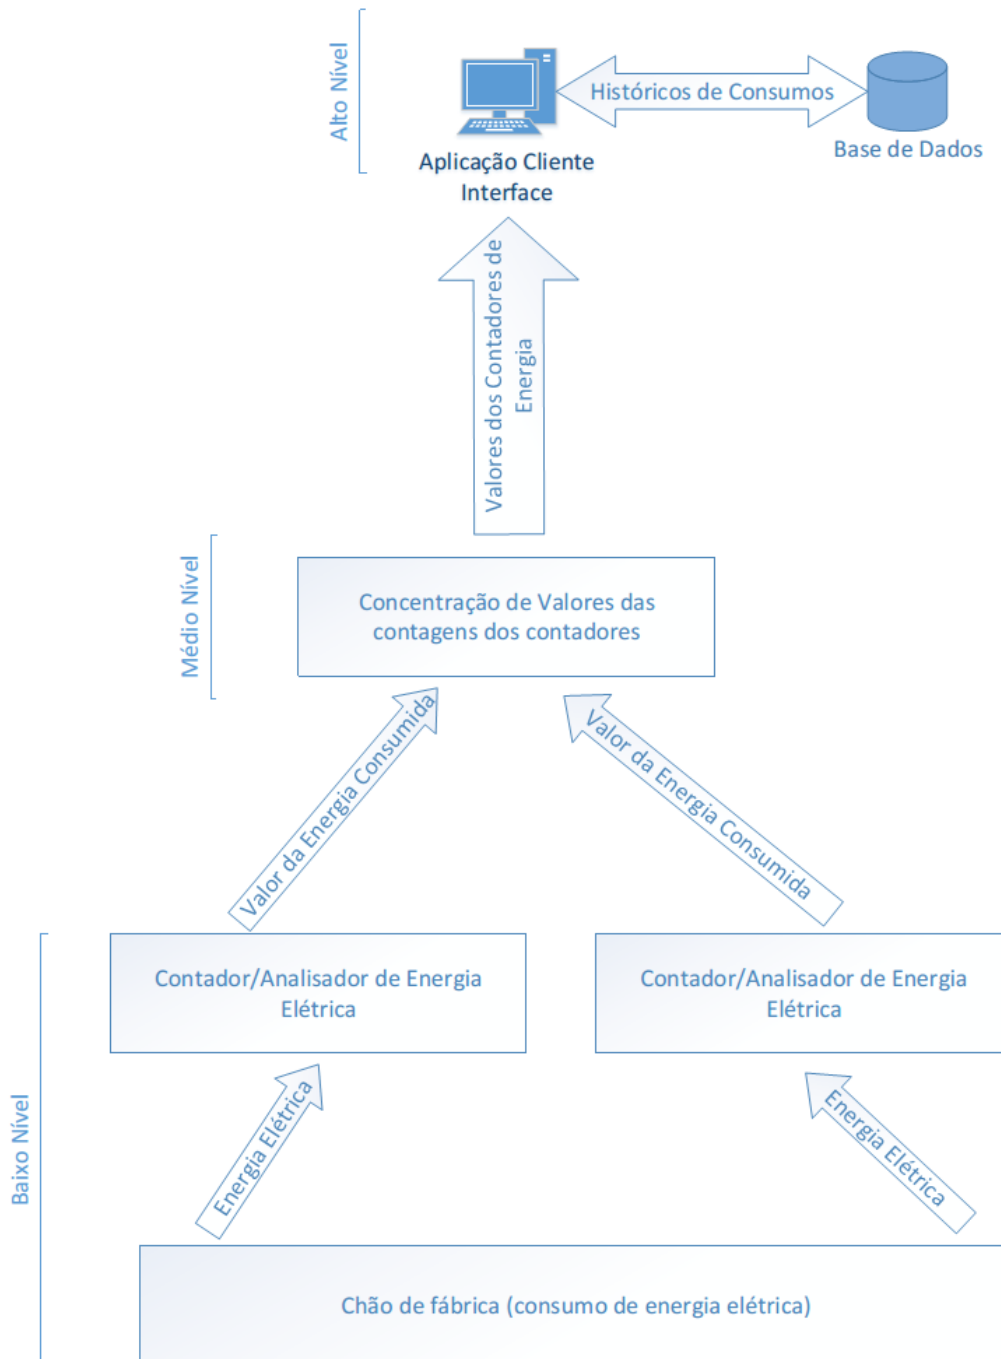 Alto Nível
Históricos de Consumos
Base de Dados
Aplicação Cliente
Interface
Valores dos Contadores de
Energia
Médio Nível
Concentração de Valores das
contagens dos contadores
Valor da Energia Consumida
Valor da Energia Consumida
Baixo Nível
Contador/Analisador de Energia
Elétrica
Contador/Analisador de Energia
Elétrica
Energia Elétrica
Energia Elétrica
Chão de fábrica (consumo de energia elétrica)